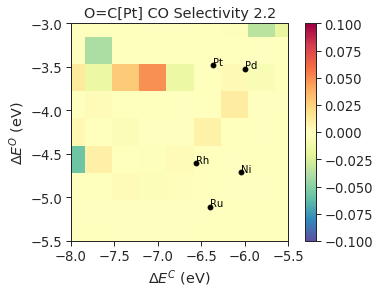 O=C[Pt] CO Selectivity 2.2
−3.0
−3.5
−4.0
−4.5
−5.0
−5.5
ΔE^O (eV)
Pt
Pd
Rh
Ni
Ru
−8.0 −7.5 −7.0 −6.5 −6.0 −5.5
ΔE^C (eV)
0.100
0.075
0.050
0.025
0.000
−0.025
−0.050
−0.075
−0.100